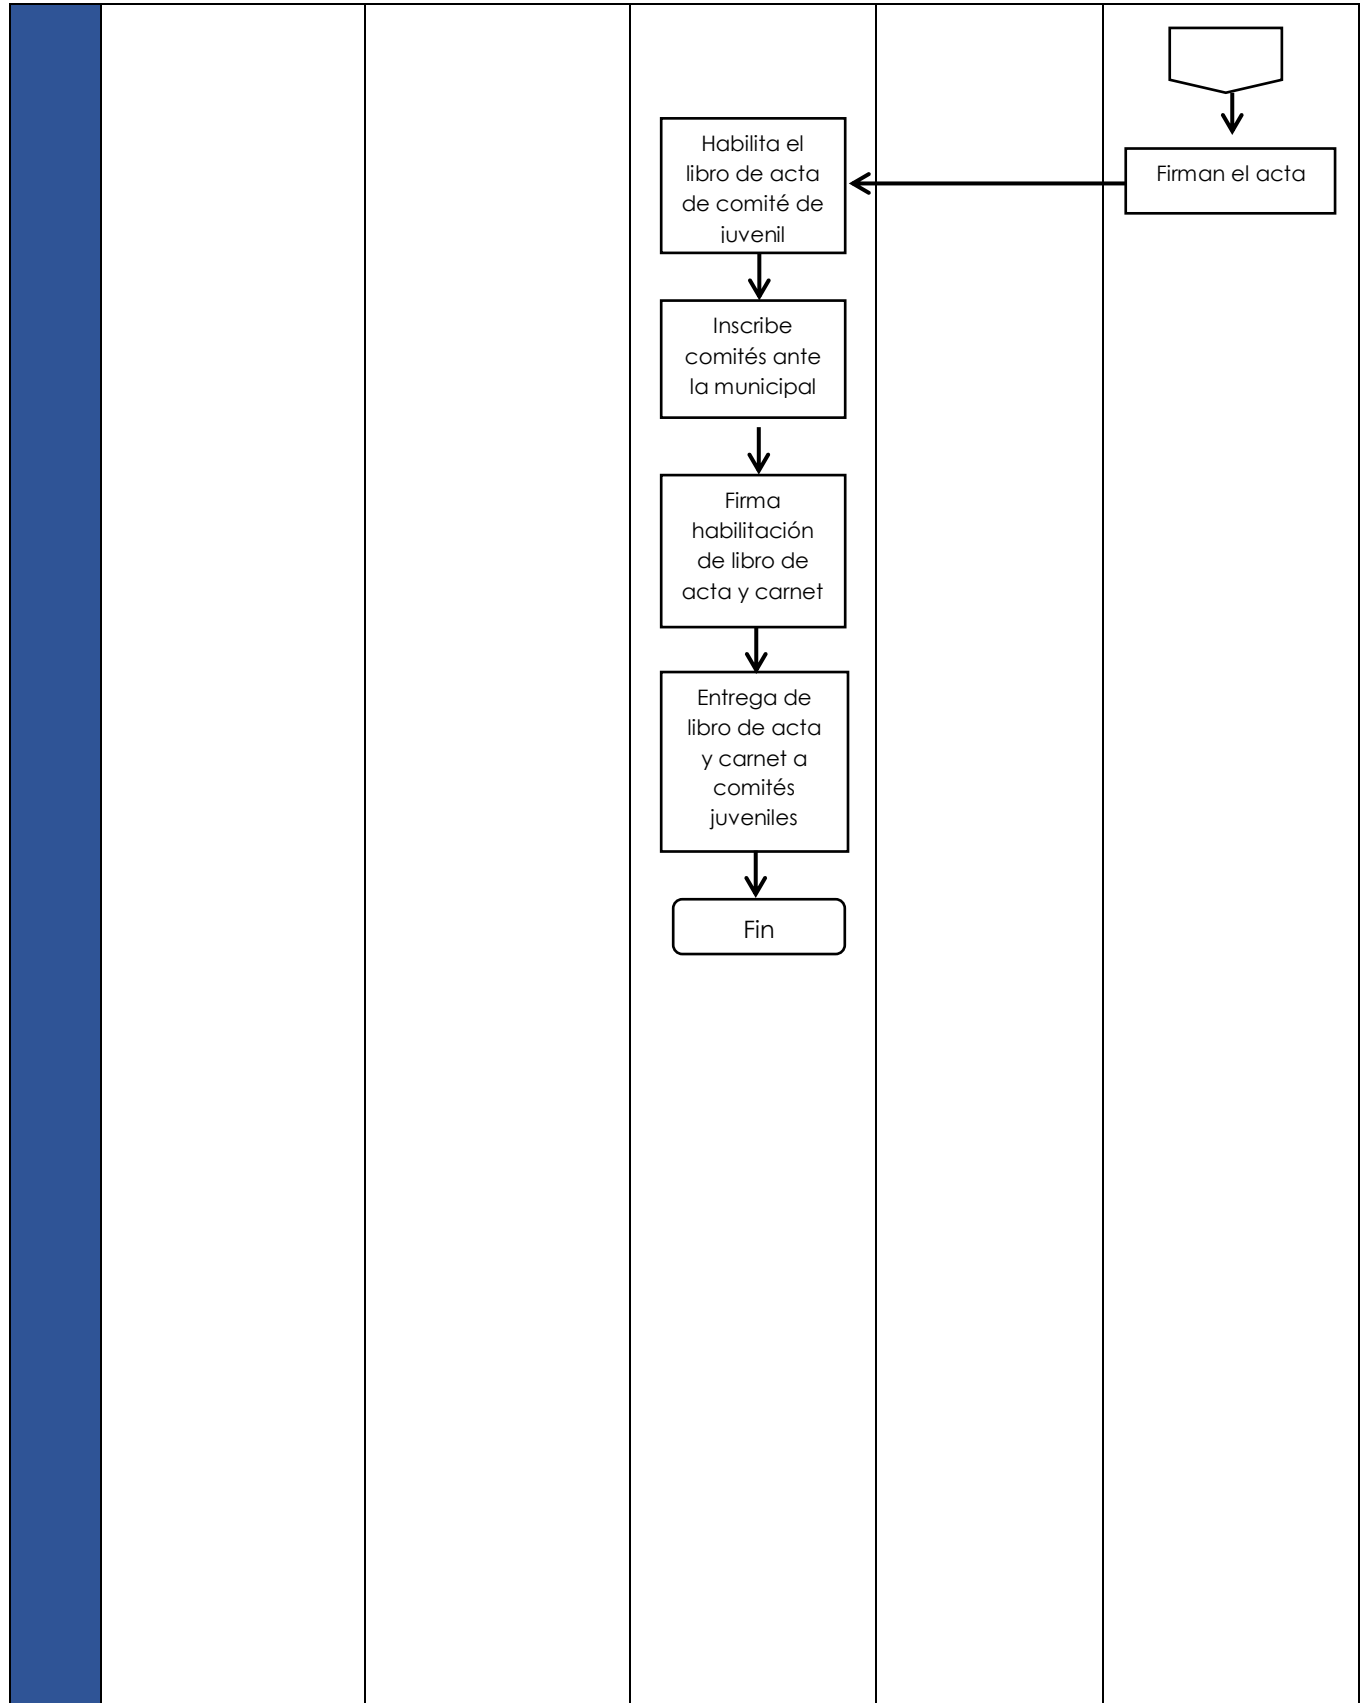 Firman el acta
Habilita el
libro de acta
de comité de
juvenil
Inscribe
comités ante
la municipal
Firma
habilitación
de libro de
acta y carnet
Entrega de
libro de acta
y carnet a
comités
juveniles
Fin